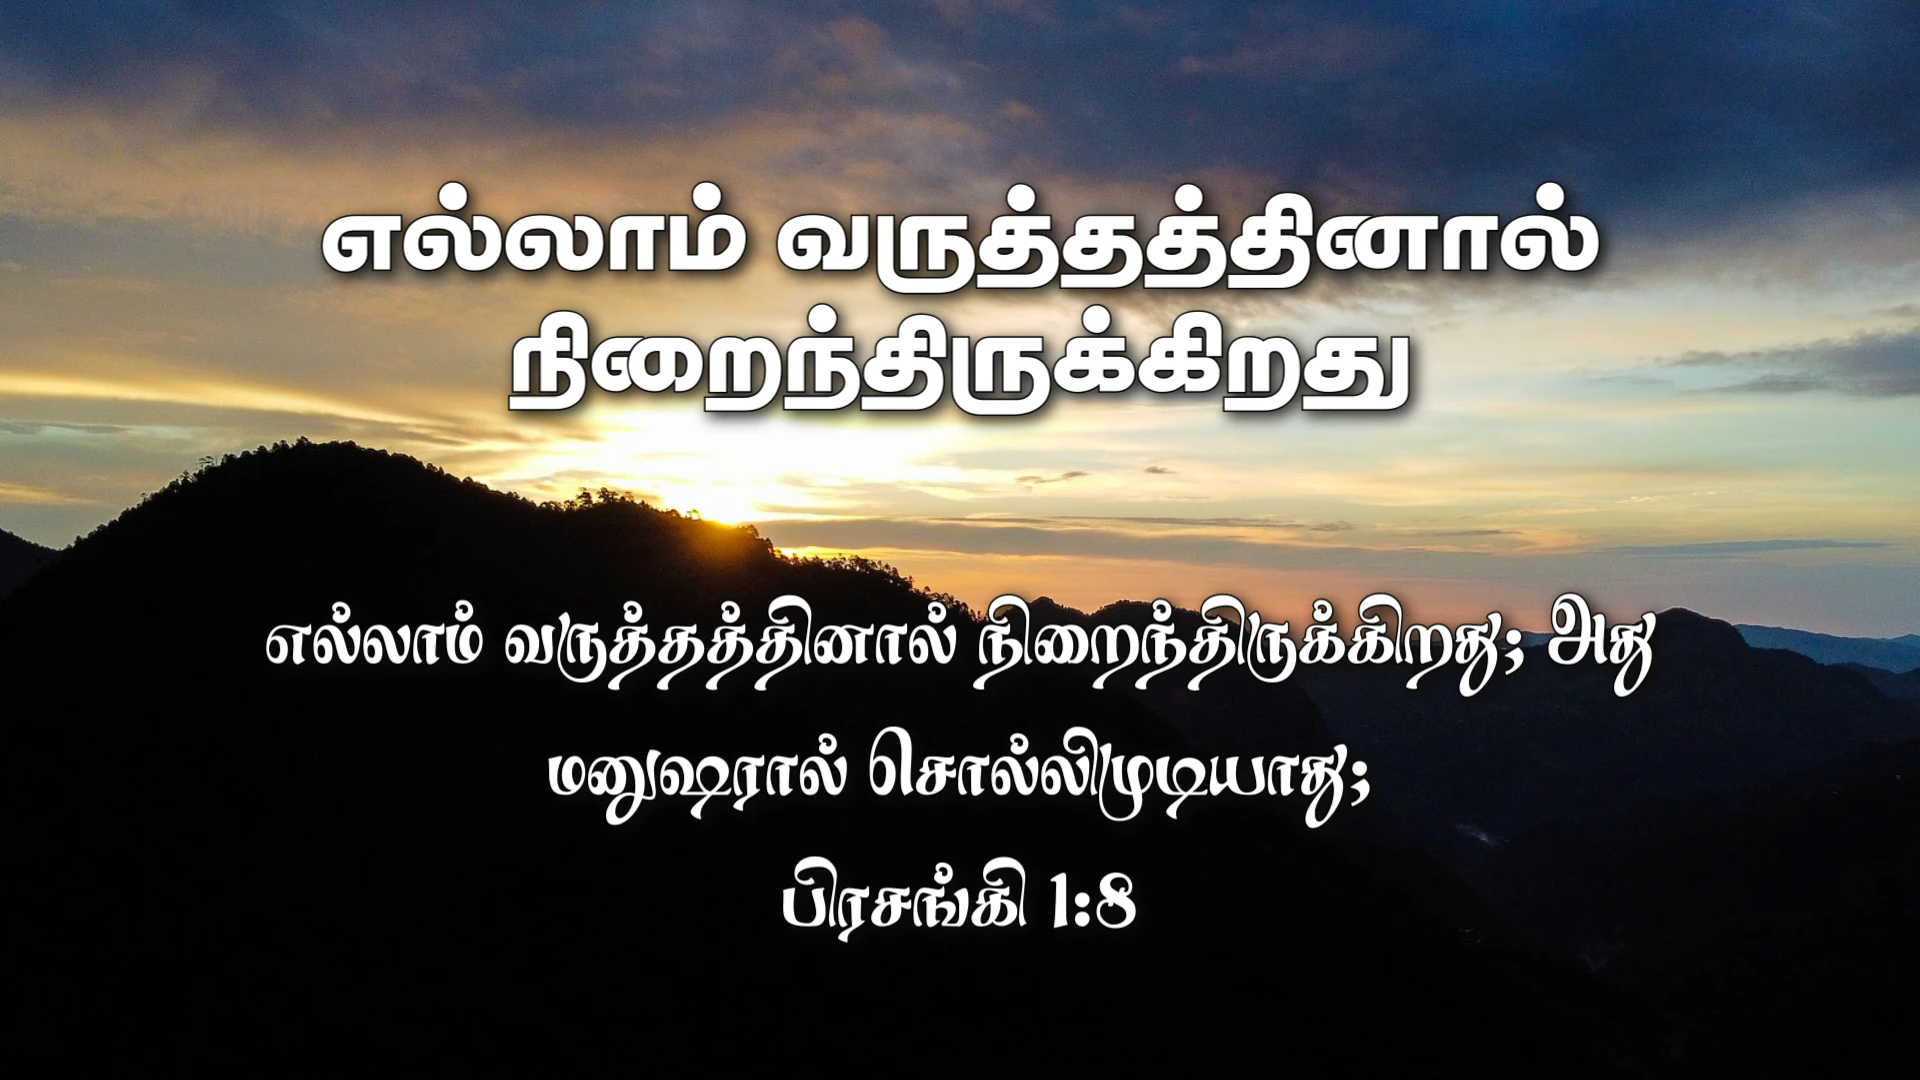 எல்லாம் வருத்தத்தினால்
நிறைந்திருக்கிறது
எல்லாம் வருத்தத்தினால் நிறைந்திருக்கிறது; அது
மனுஷரால் சொல்லிமுடியாது;
பிரசங்கி 1:8